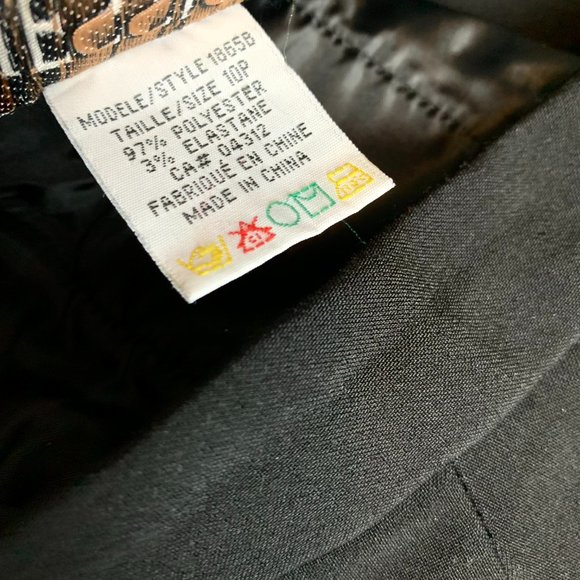 MODELE/STYLE 1865B
TAILLE/SIZE 10P
97% POLYESTER
3% ELASTANE
CA# 04312
FABRIQUÉ EN CHINE
MADE IN CHINA